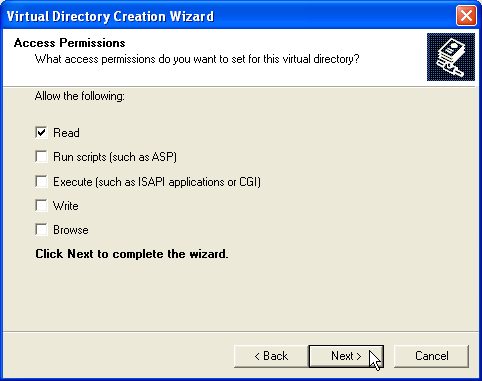 Virtual Directory Creation Wizard
Access Permissions
What access permissions do you want to set for this virtual directory?
Allow the following:
Read
Run scripts (such as ASP)
Execute (such as ISAPI applications or CGI)
Write
Browse
Click Next to complete the wizard.
< Back
Next >
Cancel